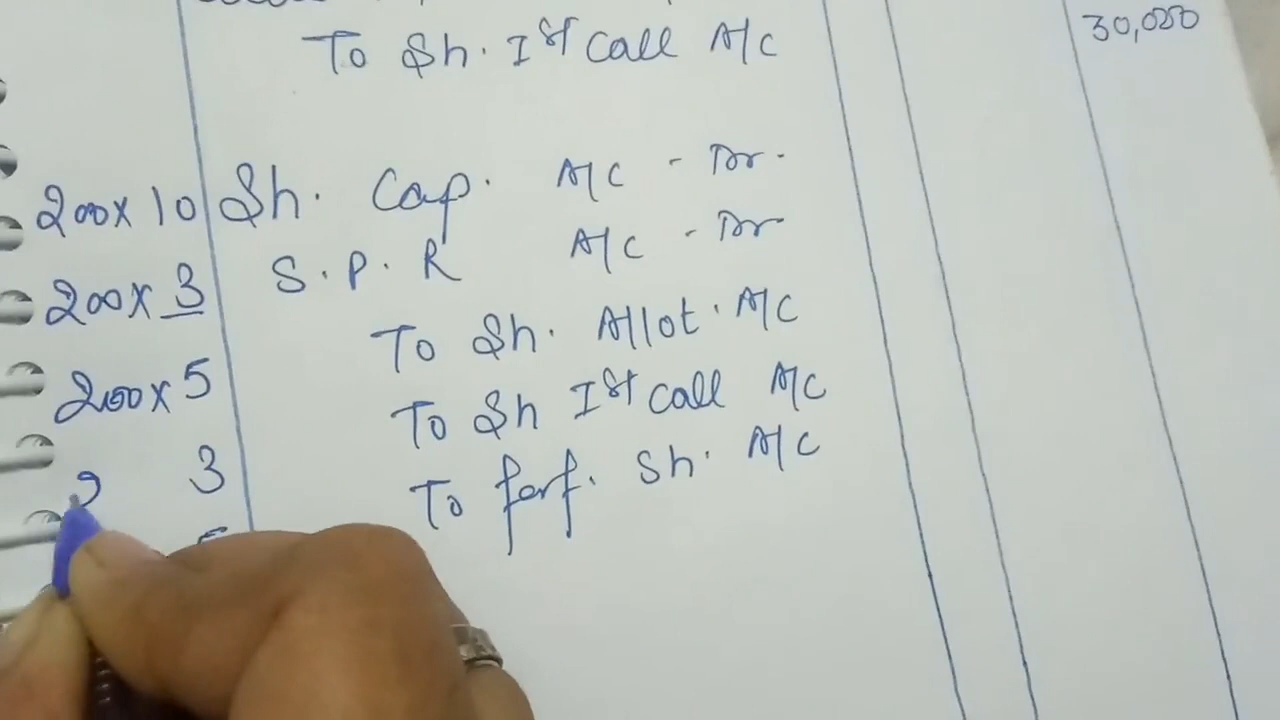 To Sh. Ist call A/c 30,000
200x10 Sh. Cap. A/c - Dr.
200x3 S.P.R A/c - Dr
200x5 To Sh. Allot. A/c
To Sh Ist call A/c
3 To forf. Sh. A/c